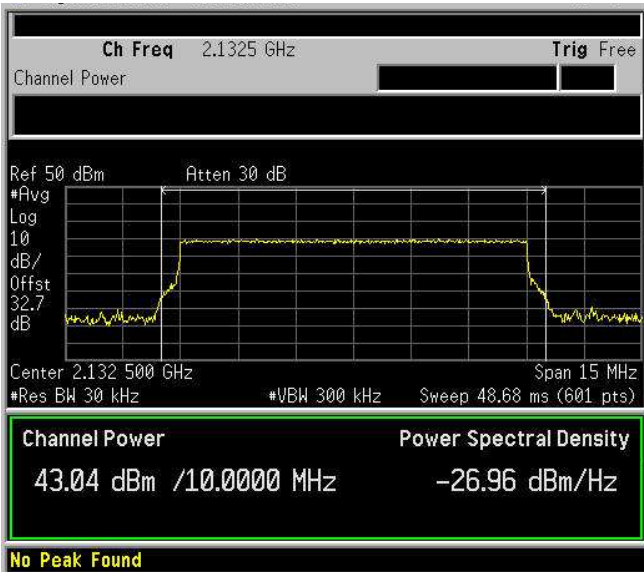 Ch Freq 2.1325 GHz Trig Free
Channel Power
Ref 50 dBm Atten 30 dB
#Avg
Log
10
dB/
Offst
32.7
dB
Center 2.132 500 GHz Span 15 MHz
#Res BW 30 kHz #VBW 300 kHz Sweep 48.68 ms (601 pts)
Channel Power Power Spectral Density
43.04 dBm /10.0000 MHz -26.96 dBm/Hz
No Peak Found